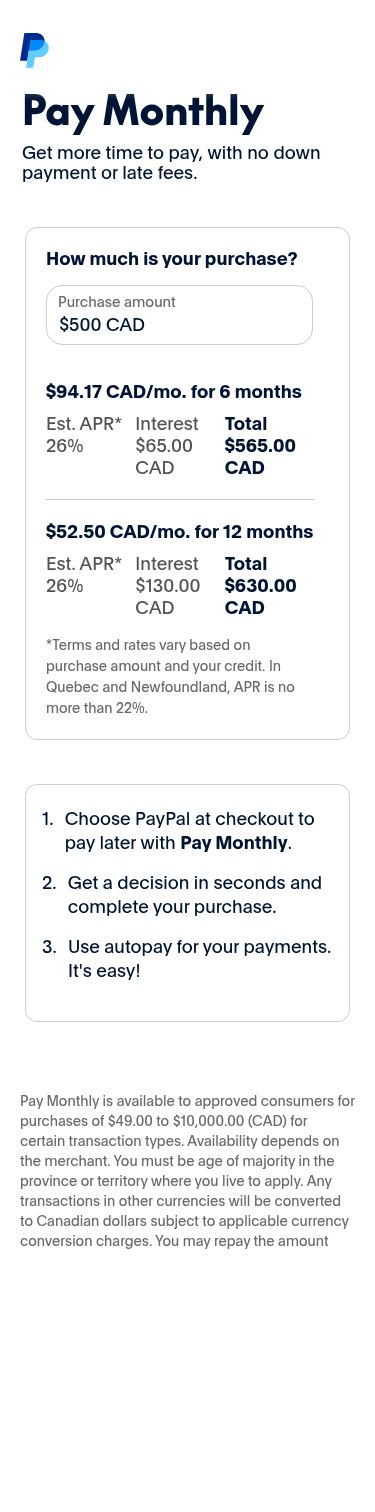 Pay Monthly
Get more time to pay, with no down
payment or late fees.
How much is your purchase?
Purchase amount
$500 CAD
$94.17 CAD/mo. for 6 months
Est. APR* Interest Total
26% $65.00 $565.00
CAD CAD
$52.50 CAD/mo. for 12 months
Est. APR* Interest Total
26% $130.00 $630.00
CAD CAD
*Terms and rates vary based on
purchase amount and your credit. In
Quebec and Newfoundland, APR is no
more than 22%.
1. Choose PayPal at checkout to
pay later with Pay Monthly.
2. Get a decision in seconds and
complete your purchase.
3. Use autopay for your payments.
It's easy!
Pay Monthly is available to approved consumers for
purchases of $49.00 to $10,000.00 (CAD) for
certain transaction types. Availability depends on
the merchant. You must be age of majority in the
province or territory where you live to apply. Any
transactions in other currencies will be converted
to Canadian dollars subject to applicable currency
conversion charges. You may repay the amount